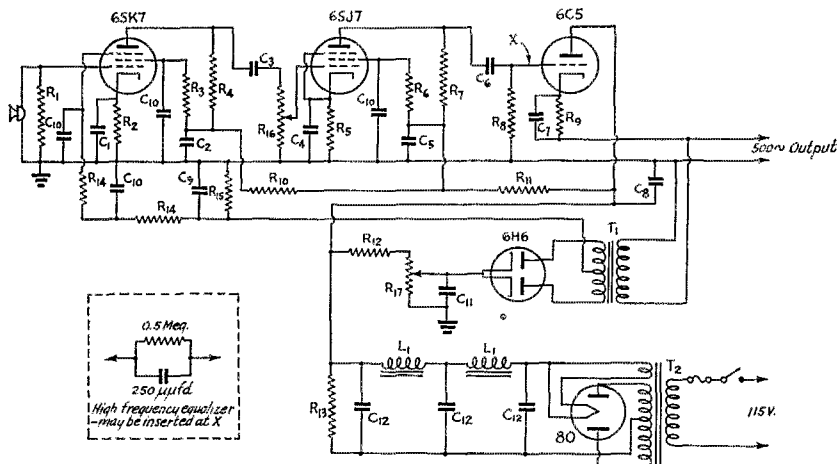 6SK7
6SJ7
6C5
C3
C6
X
R1
C10
C1
R2
C10
R3
C2
R4
R16
C4
R5
C10
R6
C5
R7
R8
C7
R9
500~ Output
R14
C10
C9
R15
R10
R11
C8
R14
T1
R12
6H6
R17
C11
0.5 Meg.
250 μμfd.
High frequency equalizer
-may be inserted at X
L1
L1
T2
R13
C12
C12
C12
80
115V.